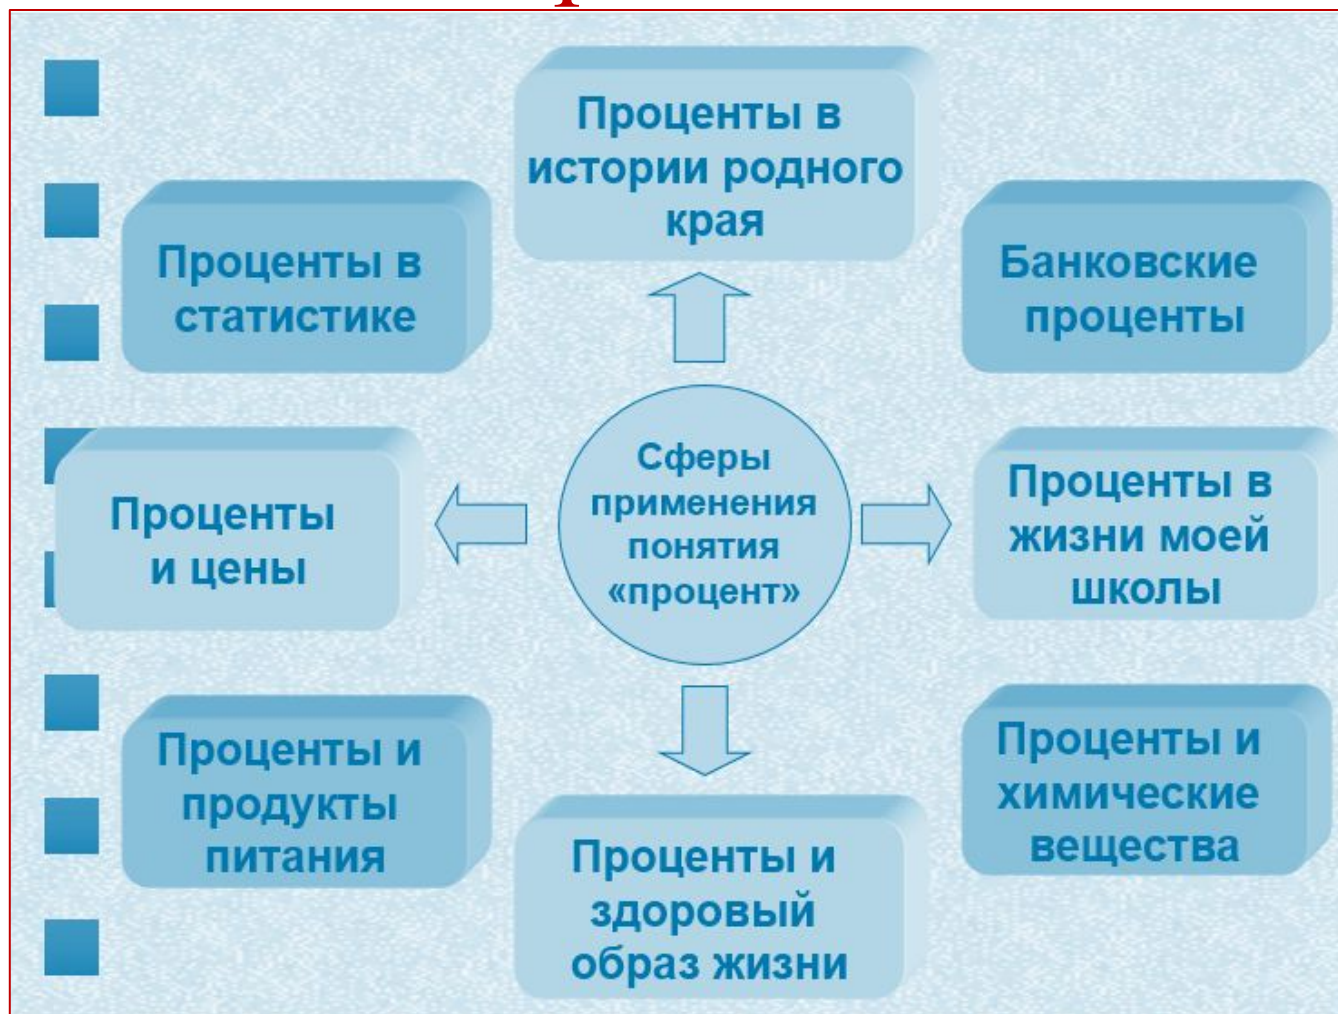 Проценты в
истории родного
края
Проценты в
статистике
Банковские
проценты
Сферы
применения
понятия
«процент»
Проценты
и цены
Проценты в
жизни моей
школы
Проценты и
продукты
питания
Проценты и
химические
вещества
Проценты и
здоровый
образ жизни